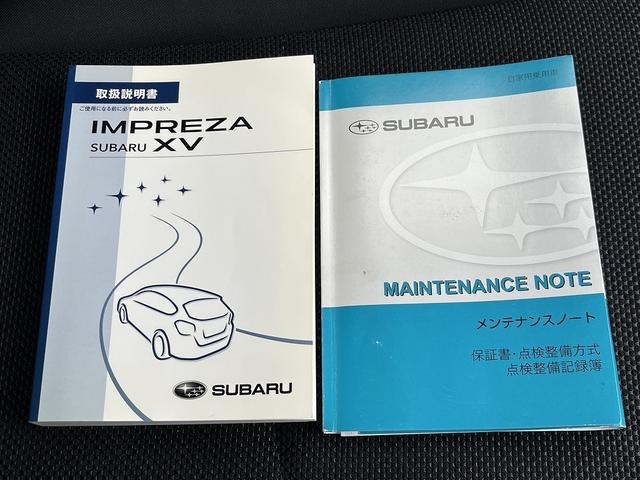 取扱説明書
ご使用になる前に必ずお読みください。
IMPREZA
SUBARU XV
SUBARU
自家用乗用車
SUBARU
MAINTENANCE NOTE
メンテナンスノート
保証書・点検整備方式
点検整備記録簿